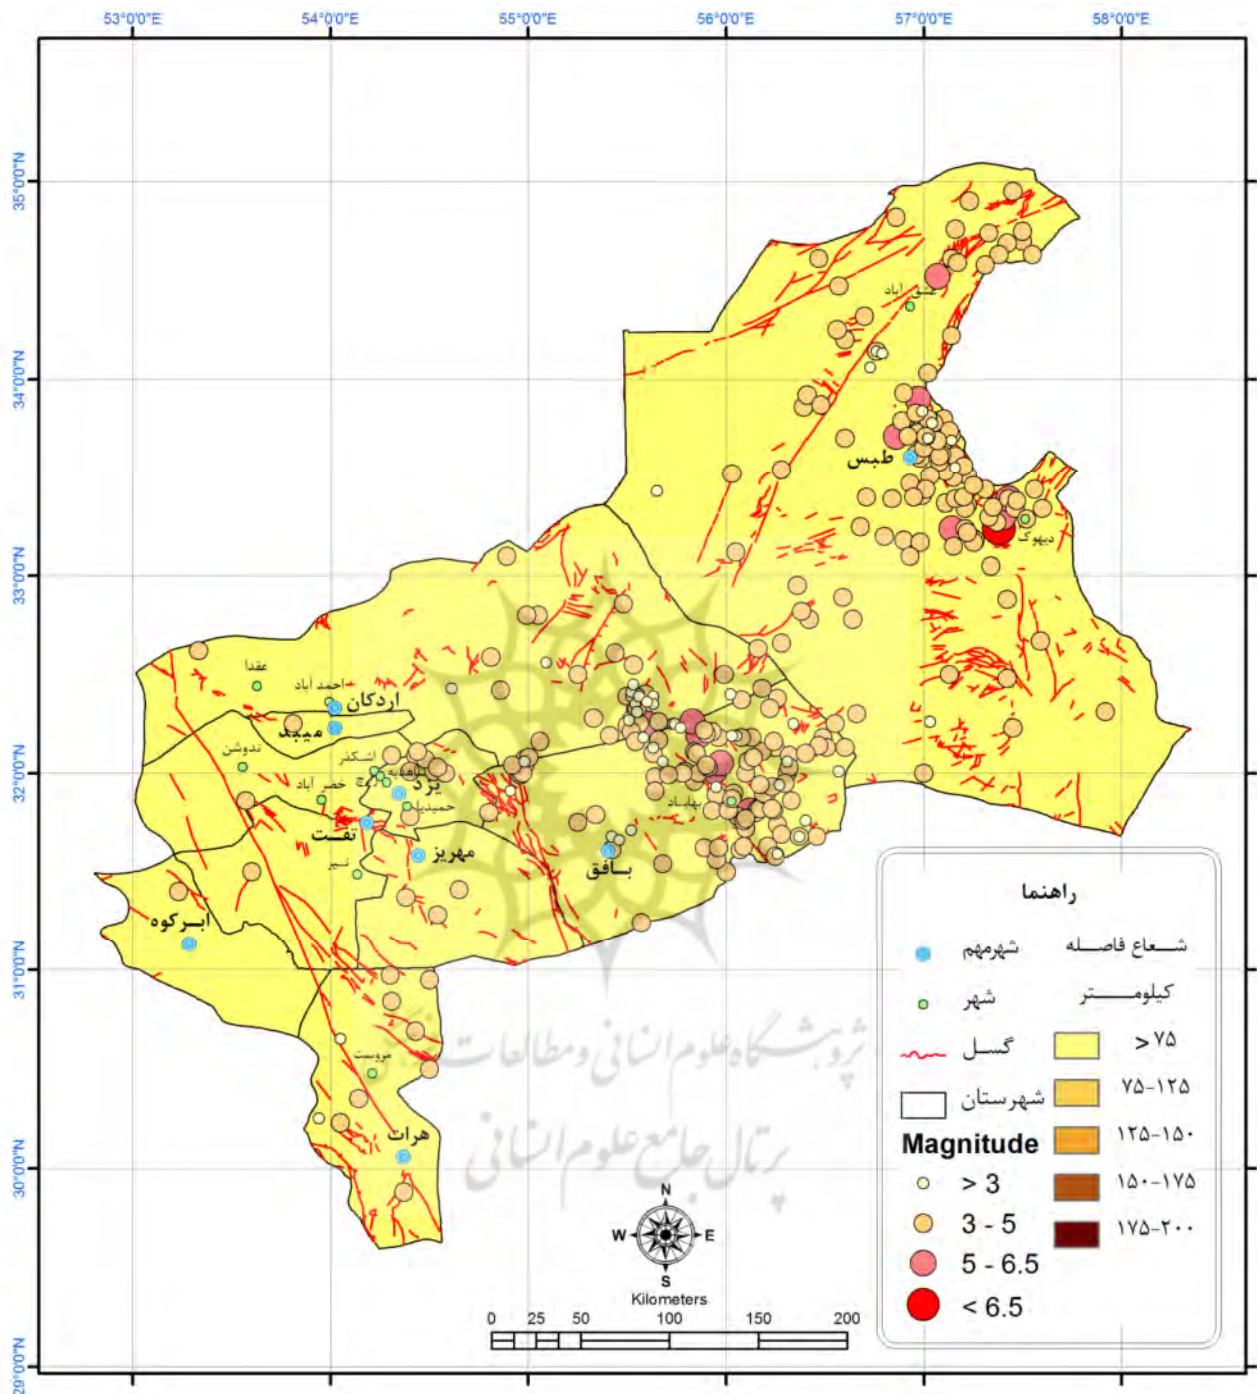 53°0'0"E
54°0'0"E
55°0'0"E
56°0'0"E
57°0'0"E
58°0'0"E
35°0'0"N
34°0'0"N
33°0'0"N
32°0'0"N
31°0'0"N
30°0'0"N
29°0'0"N
عشق آباد
طبس
دیهوک
عقدا
احمد آباد
اردکان
میبد
ندوشن
اشکذر
شاهدیه
یزد
خضر آباد
حمیدیا
تفت
مهریز
نیر
بهاباد
بافق
ابرکوه
مروست
هرات
پژوهشگاه علوم انسانی و مطالعات فرهنگی
پرتال جامع علوم انسانی
راهنما
شهرمهم
شعاع فاصله
شهر
کیلومتر
گسل
> ۷۵
شهرستان
۷۵-۱۲۵
Magnitude
۱۲۵-۱۵۰
> 3
۱۵۰-۱۷۵
3 - 5
۱۷۵-۲۰۰
5 - 6.5
< 6.5
N
W
E
S
Kilometers
0 25 50 100 150 200